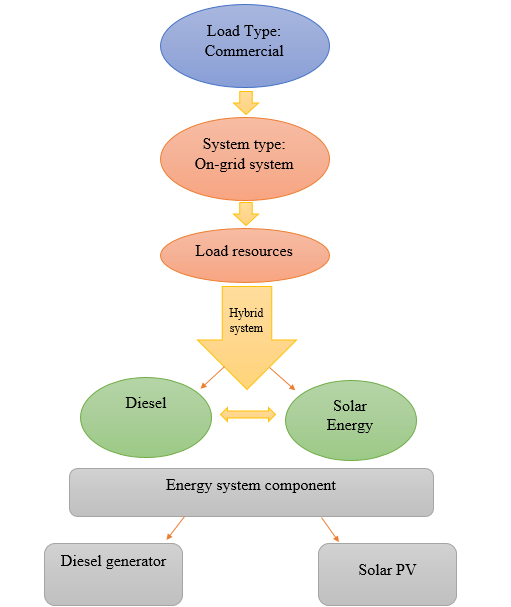 Load Type:
Commercial
System type:
On-grid system
Load resources
Hybrid
system
Diesel
Solar
Energy
Energy system component
Diesel generator
Solar PV